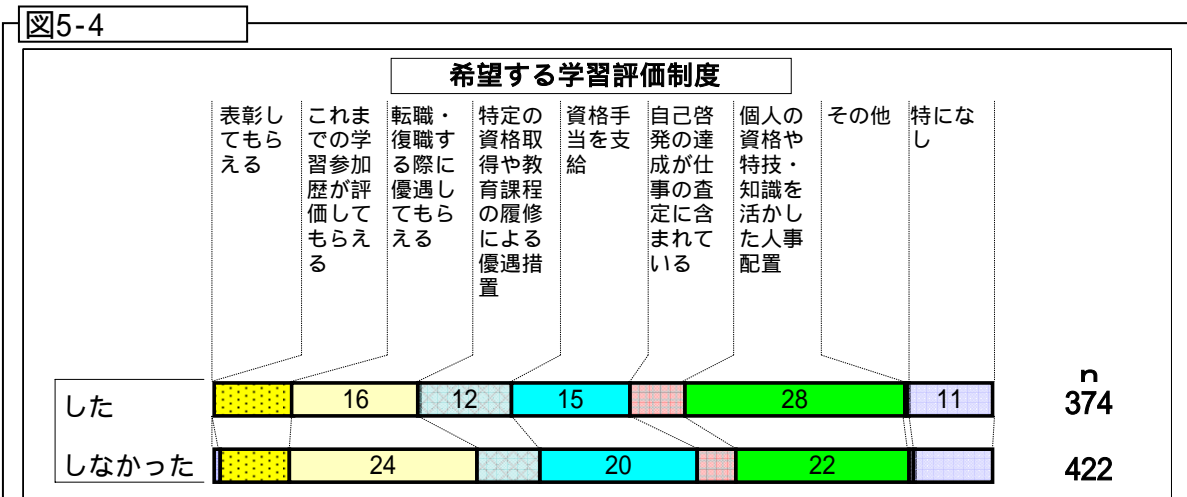 図5-4
希望する学習評価制度
表彰し
てもら
える
これま
での学
習参加
歴が評
価して
もらえ
る
転職・
復職す
る際に
優遇し
てもら
える
特定の
資格取
得や教
育課程
の履修
による
優遇措
置
資格手
当を支
給
自己啓
発の達
成が仕
事の査
定に含
まれて
いる
個人の
資格や
特技・
知識を
活かし
た人事
配置
その他
特にな
し
n
した 16 12 15 28 11 374
しなかった 24 20 22 422